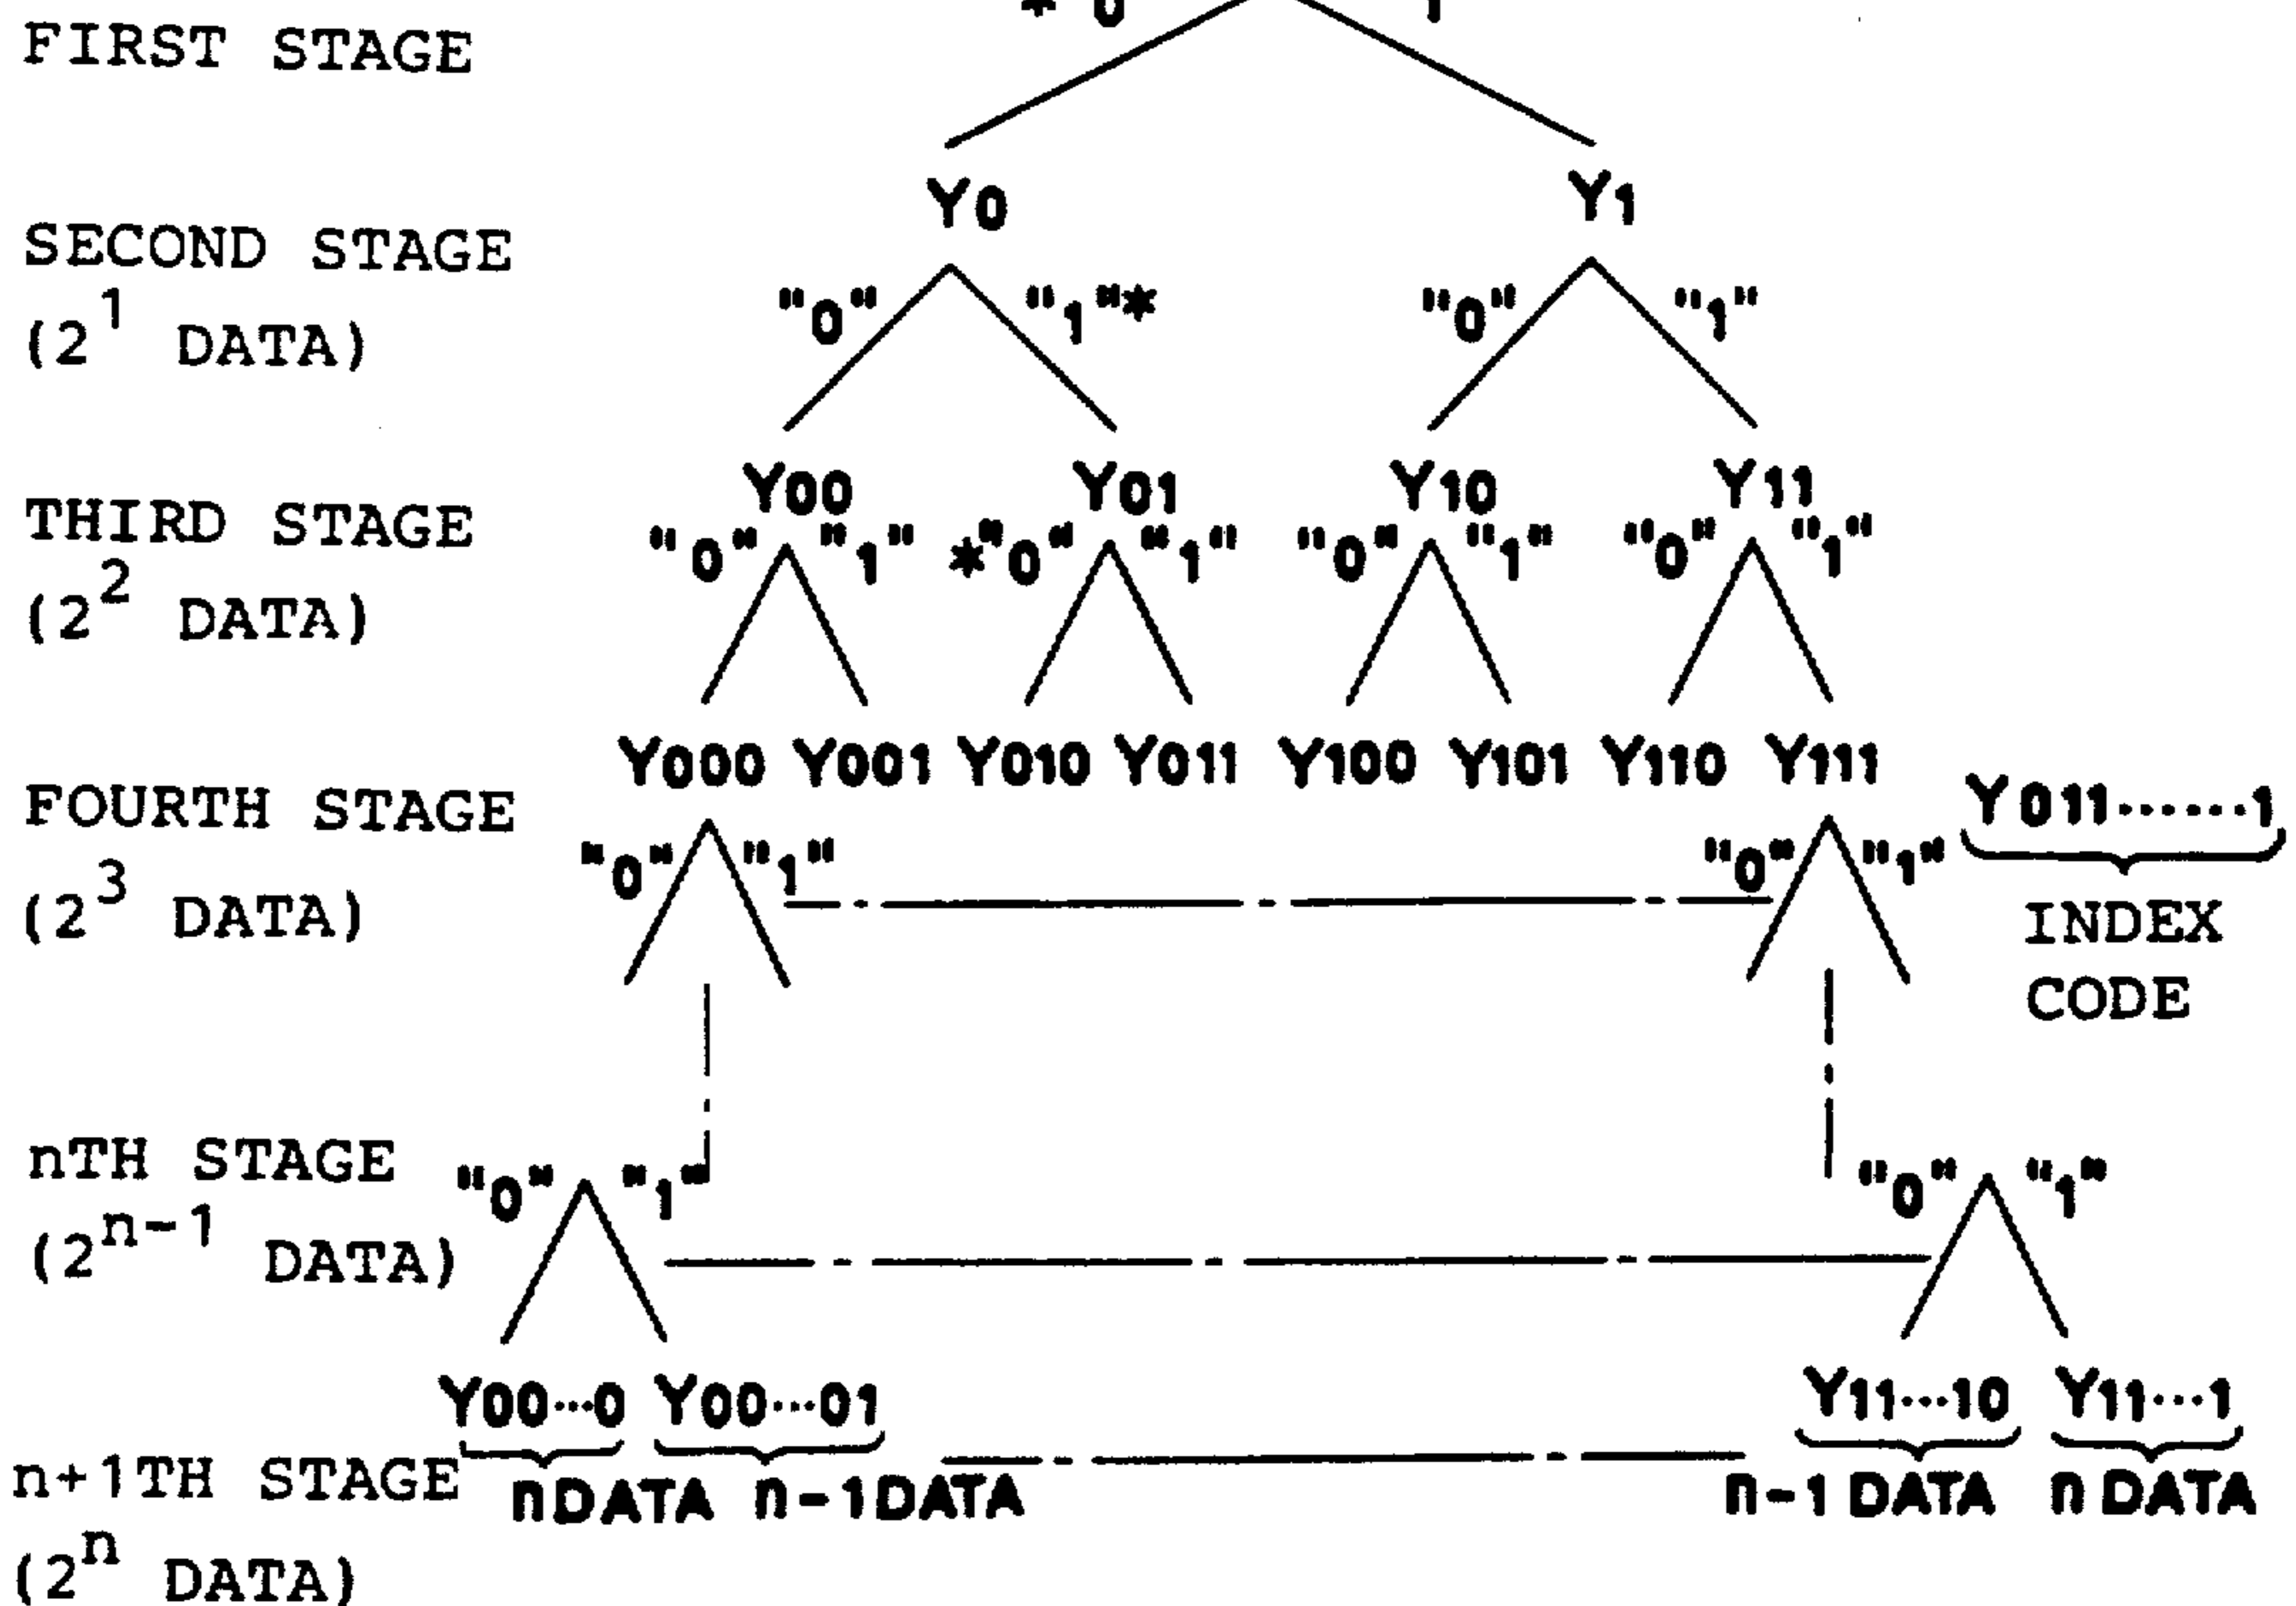 * 0 1
FIRST STAGE
Y0 Y1
SECOND STAGE
"0" "1"* "0" "1"
(2^1 DATA)
Y00 Y01 Y10 Y11
THIRD STAGE
"0" "1" *"0" "1" "0" "1" "0" "1"
(2^2 DATA)
Y000 Y001 Y010 Y011 Y100 Y101 Y110 Y111
FOURTH STAGE
Y011······1
"0" "1" "0" "1"
(2^3 DATA)
INDEX
CODE
nTH STAGE
"0" "1" "0" "1"
(2^n-1 DATA)
Y00···0 Y00···01 Y11···10 Y11···1
n+1TH STAGE
nDATA n-1DATA n-1 DATA n DATA
(2^n DATA)